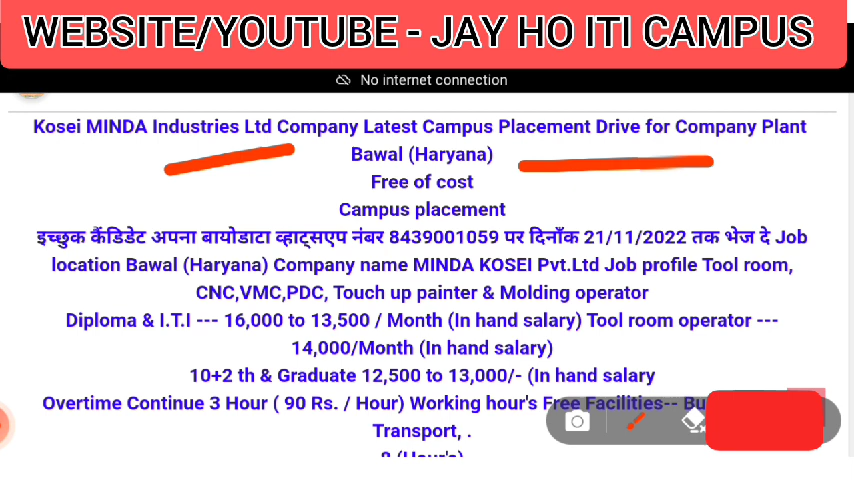 WEBSITE/YOUTUBE - JAY HO ITI CAMPUS
No internet connection
Kosei MINDA Industries Ltd Company Latest Campus Placement Drive for Company Plant
Bawal (Haryana)
Free of cost
Campus placement
इच्छुक कैंडिडेट अपना बायोडाटा व्हाट्सएप नंबर 8439001059 पर दिनाँक 21/11/2022 तक भेज दे Job
location Bawal (Haryana) Company name MINDA KOSEI Pvt.Ltd Job profile Tool room,
CNC,VMC,PDC, Touch up painter & Molding operator
Diploma & I.T.I --- 16,000 to 13,500 / Month (In hand salary) Tool room operator ---
14,000/Month (In hand salary)
10+2 th & Graduate 12,500 to 13,000/- (In hand salary
Overtime Continue 3 Hour ( 90 Rs. / Hour) Working hour's Free Facilities--
Transport, .
8 (Hour's)